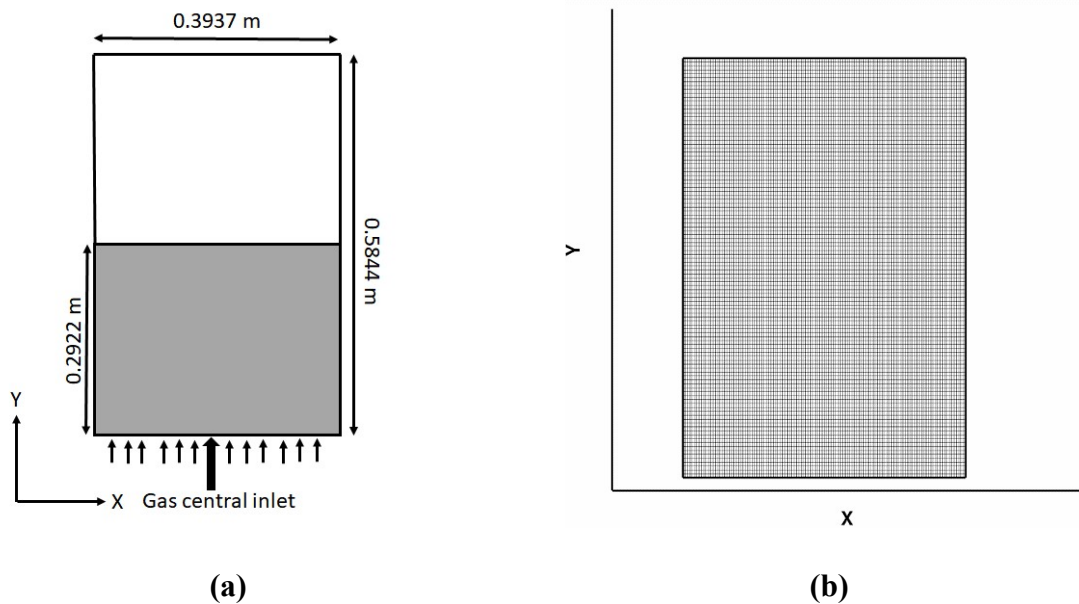 0.3937 m
0.5844 m
0.2922 m
Y
X
Gas central inlet
(a)
Y
X
(b)